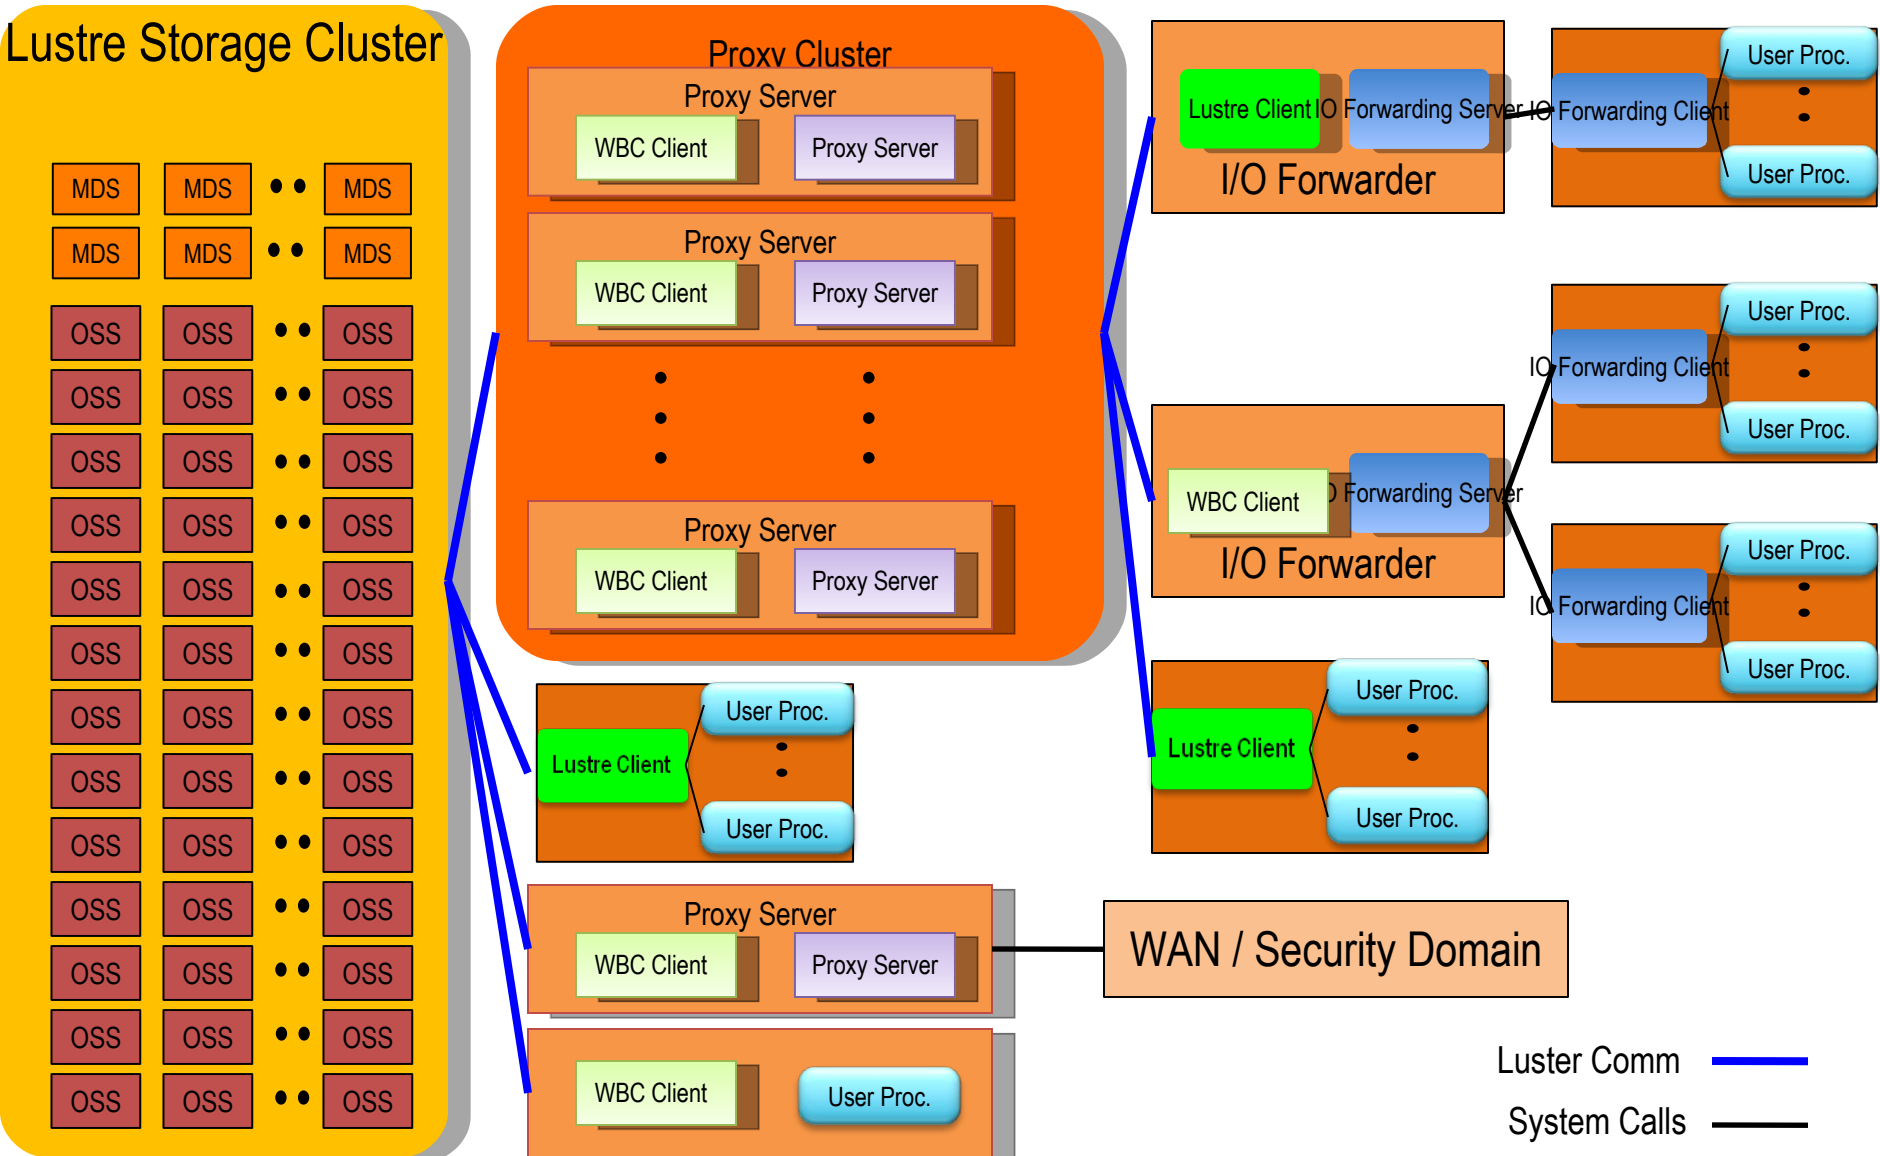 Lustre Storage Cluster
MDS MDS MDS
MDS MDS MDS
OSS OSS OSS
OSS OSS OSS
OSS OSS OSS
OSS OSS OSS
OSS OSS OSS
OSS OSS OSS
OSS OSS OSS
OSS OSS OSS
OSS OSS OSS
OSS OSS OSS
OSS OSS OSS
OSS OSS OSS
OSS OSS OSS
Proxy Cluster
Proxy Server
WBC Client Proxy Server
Proxy Server
WBC Client Proxy Server
Proxy Server
WBC Client Proxy Server
User Proc.
Lustre Client
User Proc.
Proxy Server
WBC Client Proxy Server
WBC Client User Proc.
Lustre Client IO Forwarding Server
I/O Forwarder
User Proc.
IO Forwarding Client
User Proc.
User Proc.
IO Forwarding Client
User Proc.
WBC Client Forwarding Server
I/O Forwarder
User Proc.
IO Forwarding Client
User Proc.
User Proc.
Lustre Client
User Proc.
WAN / Security Domain
Luster Comm
System Calls